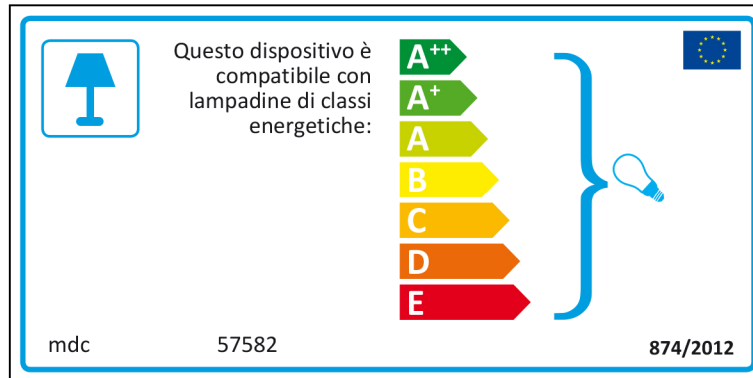 Questo dispositivo è
compatibile con
lampadine di classi
energetiche:
A++
A+
A
B
C
D
E
mdc 57582 874/2012